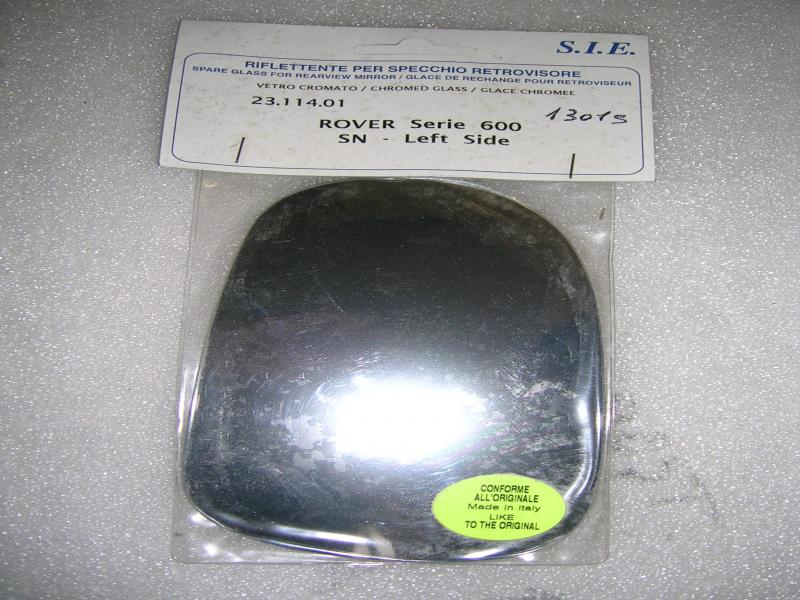 S.I.E.
RIFLETTENTE PER SPECCHIO RETROVISORE
SPARE GLASS FOR REARVIEW MIRROR / GLACE DE RECHANGE POUR RETROVISEUR
VETRO CROMATO / CHROMED GLASS / GLACE CHROMEE
23.114.01
13019
ROVER Serie 600
SN - Left Side
CONFORME
ALL'ORIGINALE
Made in Italy
LIKE
TO THE ORIGINAL